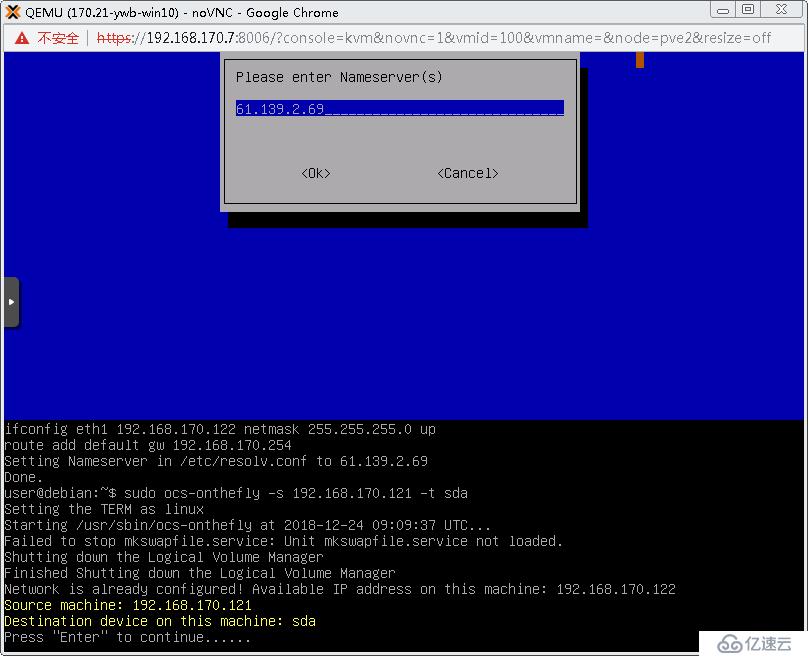 QEMU (170.21-ywb-win10) - noVNC - Google Chrome
不安全 | https://192.168.170.7:8006/?console=kvm&novnc=1&vmid=100&vmname=&node=pve2&resize=off
Please enter Nameserver(s)
61.139.2.69______________________________
<Ok> <Cancel>
ifconfig eth1 192.168.170.122 netmask 255.255.255.0 up
route add default gw 192.168.170.254
Setting Nameserver in /etc/resolv.conf to 61.139.2.69
Done.
user@debian:~$ sudo ocs-onthefly -s 192.168.170.121 -t sda
Setting the TERM as linux
Starting /usr/sbin/ocs-onthefly at 2018-12-24 09:09:37 UTC...
Failed to stop mkswapfile.service: Unit mkswapfile.service not loaded.
Shutting down the Logical Volume Manager
Finished Shutting down the Logical Volume Manager
Network is already configured! Available IP address on this machine: 192.168.170.122
Source machine: 192.168.170.121
Destination device on this machine: sda
Press "Enter" to continue......
亿速云